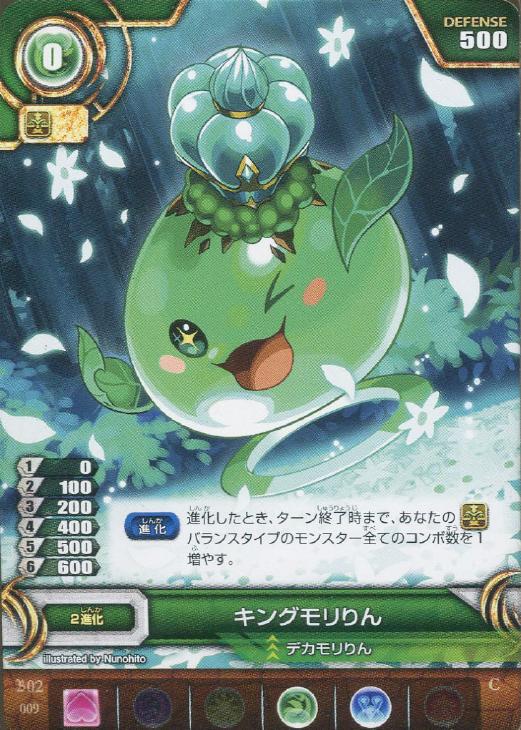 0
DEFENSE
500
1 0
2 100
3 200
4 400
5 500
6 600
進化 進化したとき、ターン終了時まで、あなたの
バランスタイプのモンスター全てのコンボ数を1
増やす。
2進化
キングモリりん
デカモリりん
illustrated by Nunohito
B02
009
C